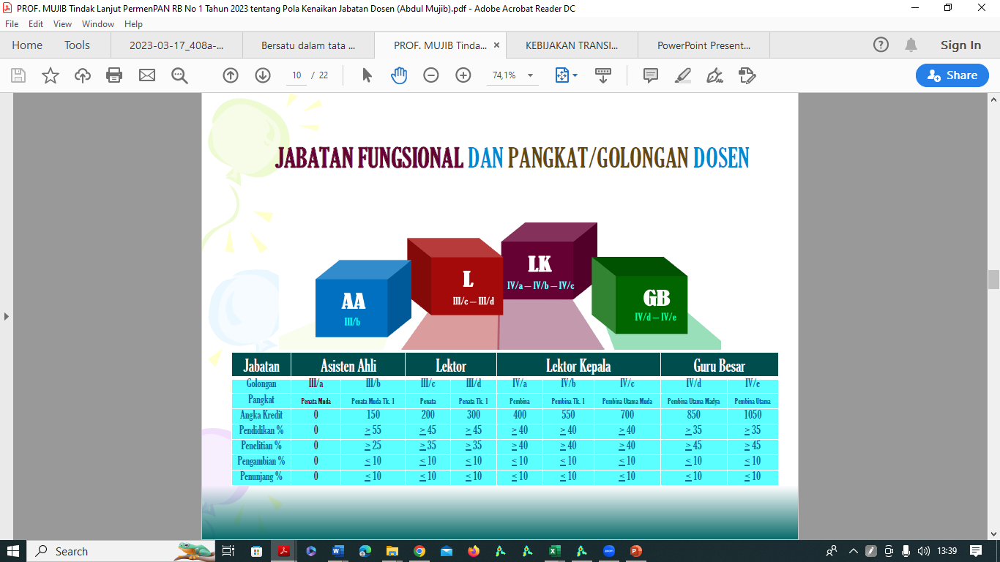 PROF. MUJIB Tindak Lanjut PermenPAN RB No 1 Tahun 2023 tentang Pola Kenaikan Jabatan Dosen (Abdul Mujib).pdf - Adobe Acrobat Reader DC
File Edit View Window Help
Home Tools 2023-03-17_408a-... Bersatu dalam tata ... PROF. MUJIB Tinda... × KEBIJAKAN TRANSI... PowerPoint Present... Sign In
10 / 22 74,1% Share
JABATAN FUNGSIONAL DAN PANGKAT/GOLONGAN DOSEN
AA
III/b
L
III/c – III/d
LK
IV/a – IV/b – IV/c
GB
IV/d – IV/e
Jabatan Asisten Ahli Lektor Lektor Kepala Guru Besar
Golongan III/a III/b III/c III/d IV/a IV/b IV/c IV/d IV/e
Pangkat Penata Muda Penata Muda Tk. 1 Penata Penata Tk. 1 Pembina Pembina Tk. 1 Pembina Utama Muda Pembina Utama Madya Pembina Utama
Angka Kredit 0 150 200 300 400 550 700 850 1050
Pendidikan % 0 ≥ 55 ≥ 45 ≥ 45 ≥ 40 ≥ 40 ≥ 40 ≥ 35 ≥ 35
Penelitian % 0 ≥ 25 ≥ 35 ≥ 35 ≥ 40 ≥ 40 ≥ 40 ≥ 45 ≥ 45
Pengambian % 0 ≤ 10 ≤ 10 ≤ 10 ≤ 10 ≤ 10 ≤ 10 ≤ 10 ≤ 10
Penunjang % 0 ≤ 10 ≤ 10 ≤ 10 ≤ 10 ≤ 10 ≤ 10 ≤ 10 ≤ 10
Search 13:39